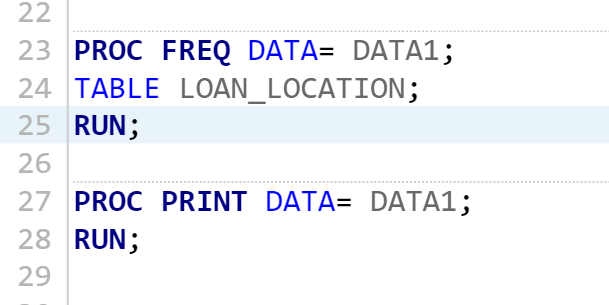 22
23 PROC FREQ DATA= DATA1;
24 TABLE LOAN_LOCATION;
25 RUN;
26
27 PROC PRINT DATA= DATA1;
28 RUN;
29